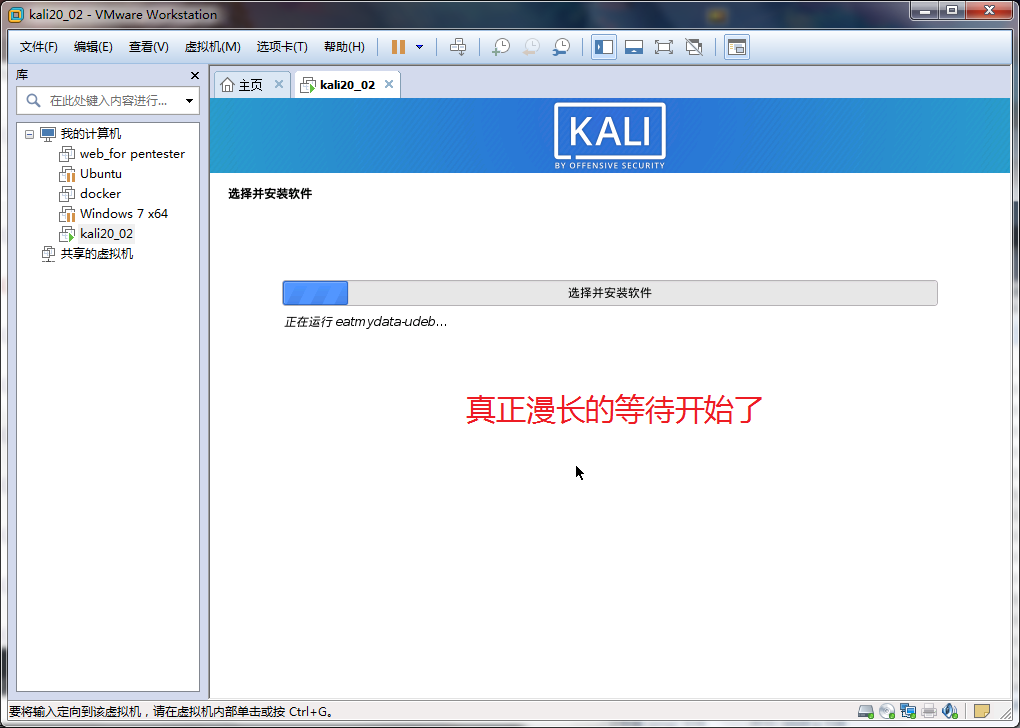 kali20_02 - VMware Workstation
文件(F) 编辑(E) 查看(V) 虚拟机(M) 选项卡(T) 帮助(H)
库
在此处键入内容进行...
我的计算机
web_for pentester
Ubuntu
docker
Windows 7 x64
kali20_02
共享的虚拟机
主页 kali20_02
KALI
BY OFFENSIVE SECURITY
选择并安装软件
选择并安装软件
正在运行 eatmydata-udeb...
真正漫长的等待开始了
要将输入定向到该虚拟机，请在虚拟机内部单击或按 Ctrl+G。